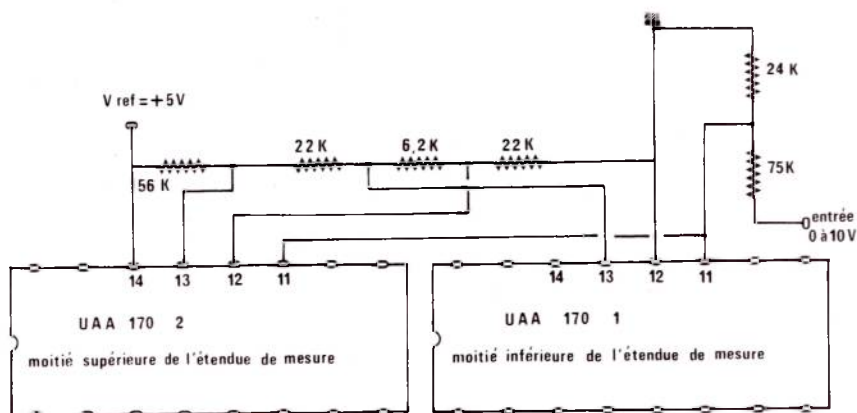 24 K
V ref = + 5 V
22 K
6,2 K
22 K
56 K
75 K
entrée
0 à 10 V
14 13 12 11
14 13 12 11
UAA 170 2
UAA 170 1
moitié supérieure de l'étendue de mesure
moitié inférieure de l'étendue de mesure